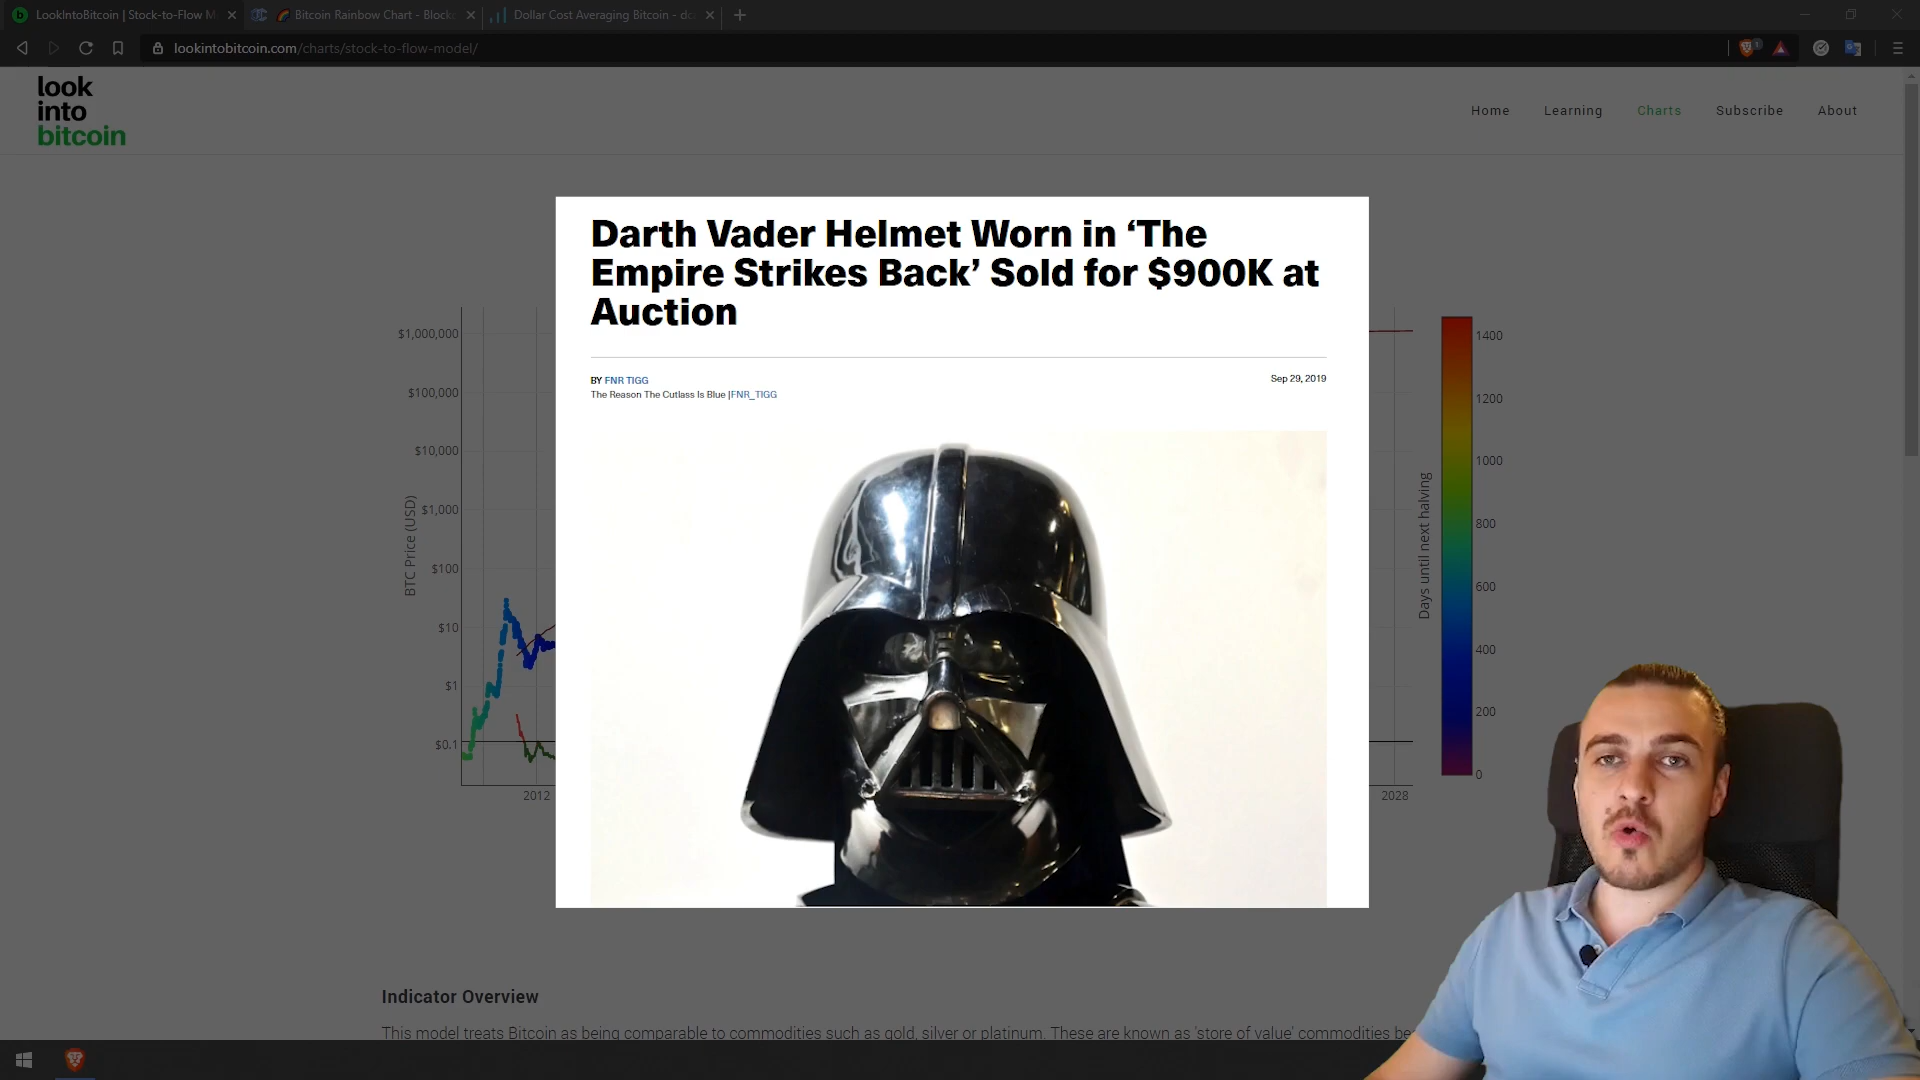 LookIntoBitcoin | Stock-to-Flow M
Bitcoin Rainbow Chart - Blockc
Dollar Cost Averaging Bitcoin - dc
lookintobitcoin.com/charts/stock-to-flow-model/
look
into
bitcoin
Home
Learning
Charts
Subscribe
About
Darth Vader Helmet Worn in ‘The
Empire Strikes Back’ Sold for $900K at
Auction
BY FNR TIGG
Sep 29, 2019
The Reason The Cutlass Is Blue |FNR_TIGG
BTC Price (USD)
$1,000,000
$100,000
$10,000
$1,000
$100
$10
$1
$0.1
2012
2028
Days until next halving
1400
1200
1000
800
600
400
200
0
Indicator Overview
This model treats Bitcoin as being comparable to commodities such as gold, silver or platinum. These are known as 'store of value' commodities be